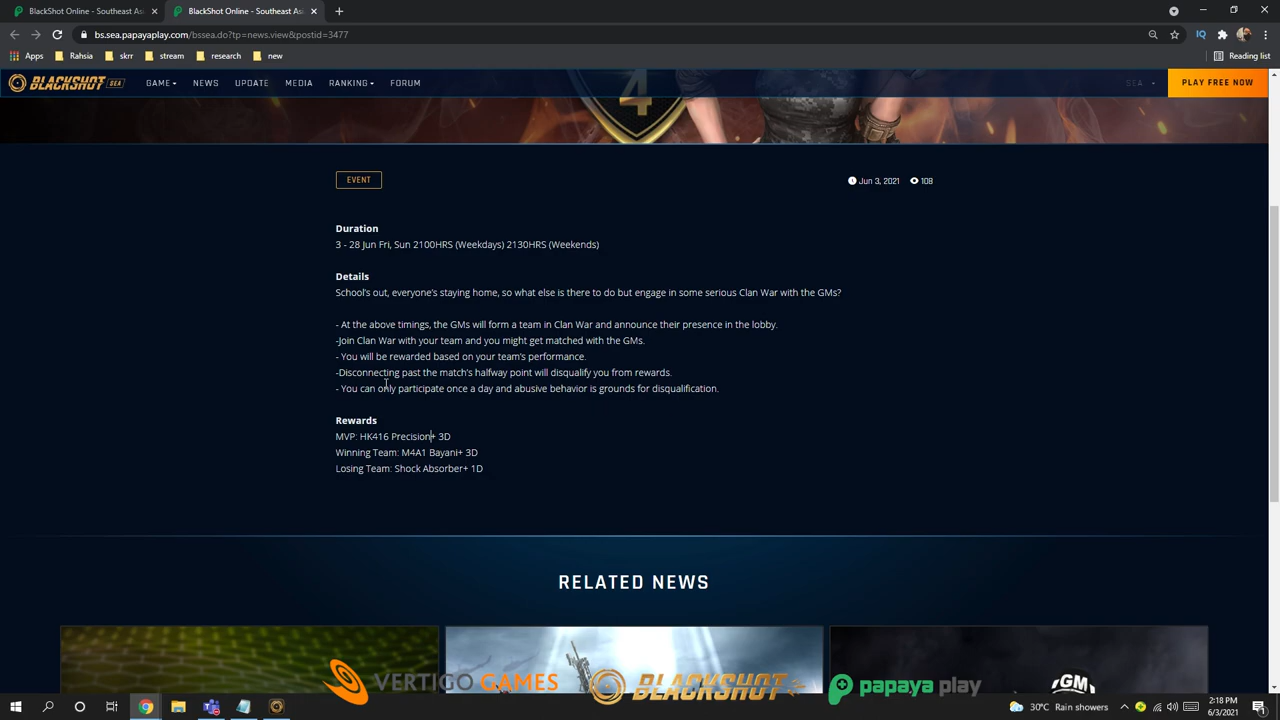 BlackShot Online - Southeast Asi
BlackShot Online - Southeast Asi
bs.sea.papayaplay.com/bssea.do?tp=news.view&postid=3477
Apps Rahsia skrr stream research new Reading list
BLACKSHOT SEA GAME NEWS UPDATE MEDIA RANKING FORUM SEA PLAY FREE NOW
4
EVENT Jun 3, 2021 108
Duration
3 - 28 Jun Fri, Sun 2100HRS (Weekdays) 2130HRS (Weekends)
Details
School's out, everyone's staying home, so what else is there to do but engage in some serious Clan War with the GMs?
- At the above timings, the GMs will form a team in Clan War and announce their presence in the lobby.
-Join Clan War with your team and you might get matched with the GMs.
- You will be rewarded based on your team's performance.
-Disconnecting past the match's halfway point will disqualify you from rewards.
- You can only participate once a day and abusive behavior is grounds for disqualification.
Rewards
MVP: HK416 Precision+ 3D
Winning Team: M4A1 Bayani+ 3D
Losing Team: Shock Absorber+ 1D
RELATED NEWS
VERTIGO GAMES BLACKSHOT papaya play GM
30°C Rain showers 2:18 PM
6/3/2021